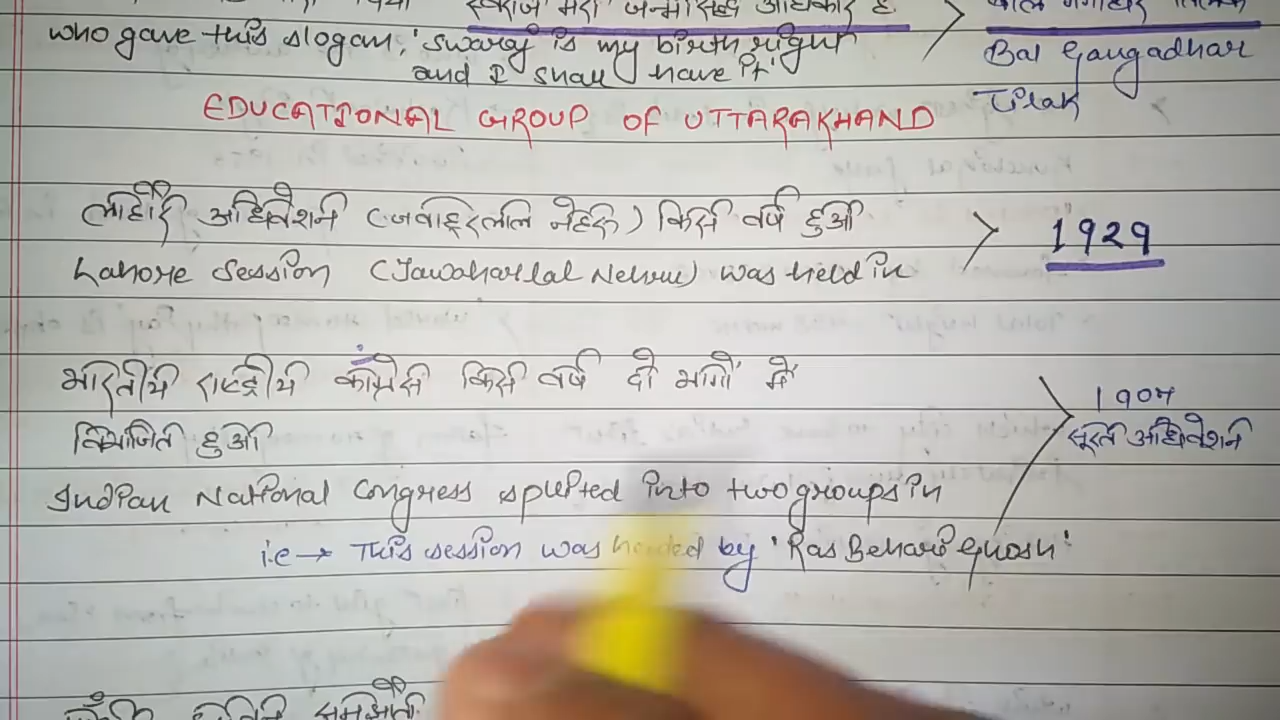 स्वराज मेरा जन्मसिद्ध अधिकार है
who gave this slogan, 'swaraj is my birth right
and I shall have it'
बाल गंगाधर तिलक
Bal Gangadhar
Tilak
EDUCATIONAL GROUP OF UTTARAKHAND
लाहौर अधिवेशन (जवाहरलाल नेहरू) किस वर्ष हुआ
Lahore Session (Jawaharlal Nehru) was held in
1929
भारतीय राष्ट्रीय कांग्रेस किस वर्ष दो भागों में
विभाजित हुआ
Indian National Congress splited into two groups in
1907
सूरत अधिवेशन
i.e → This session was headed by 'Ras Behari Ghosh'